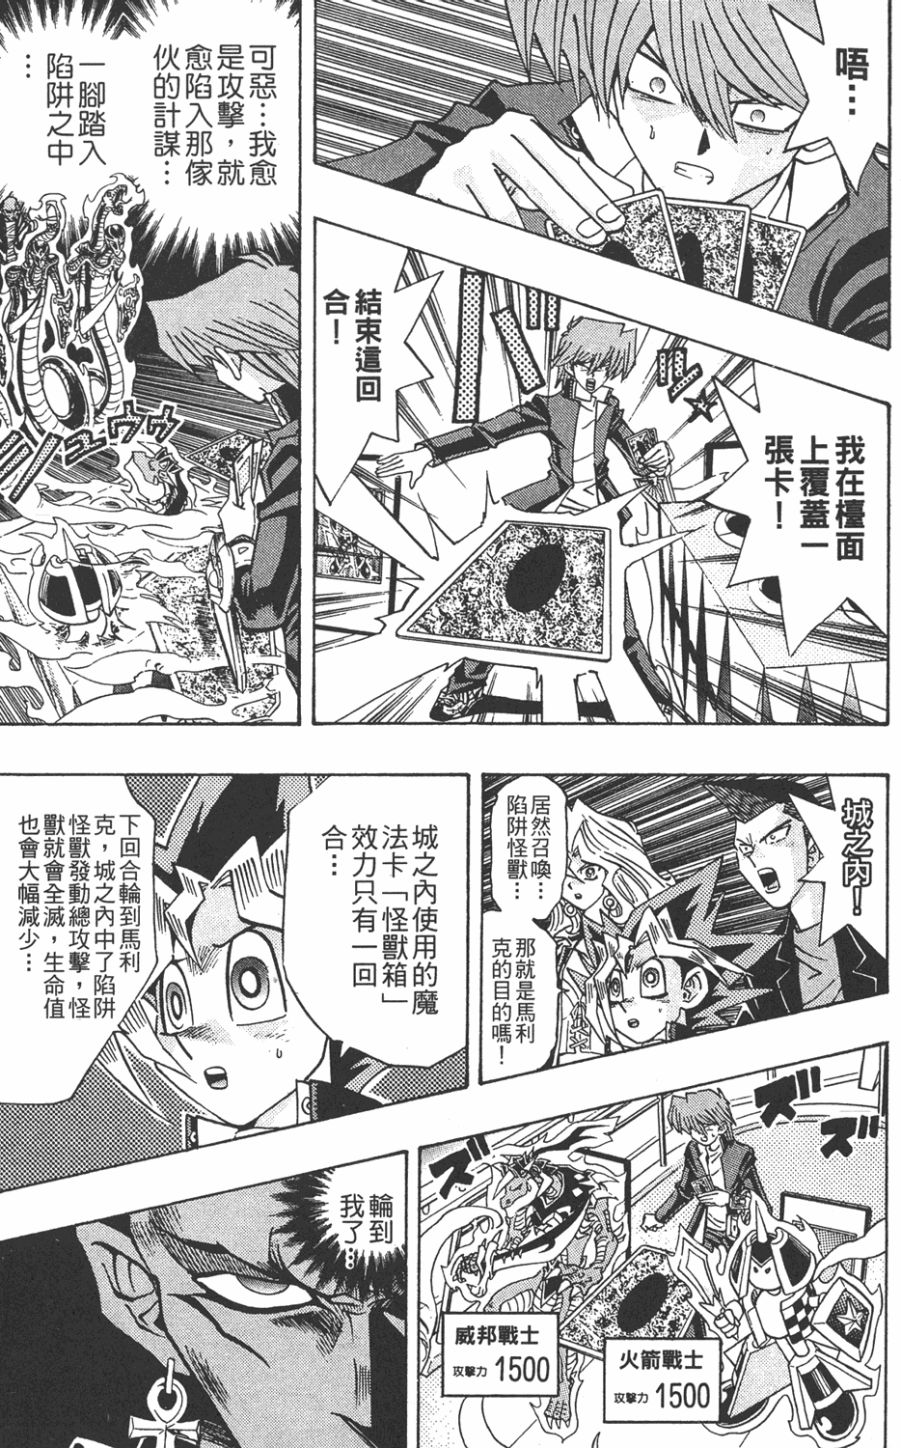 唔…
我在檯面
上覆蓋一
張卡！
結束這回
合！
可惡…我愈
是攻擊，就
愈陷入那傢
伙的計謀…
一腳踏入
陷阱之中
…
城之內！
居然召喚…
陷阱怪獸…
那就是馬利
克的目的嗎！
城之內使用的魔
法卡「怪獸箱」
效力只有一回
合…
下回合輪到馬利
克，城之內中了陷阱
怪獸發動總攻擊，怪
獸就會全滅，生命值
也會大幅減少…
ズズ
ズズ
火箭戰士
攻擊力 1500
威邦戰士
攻擊力 1500
輪到
我了…